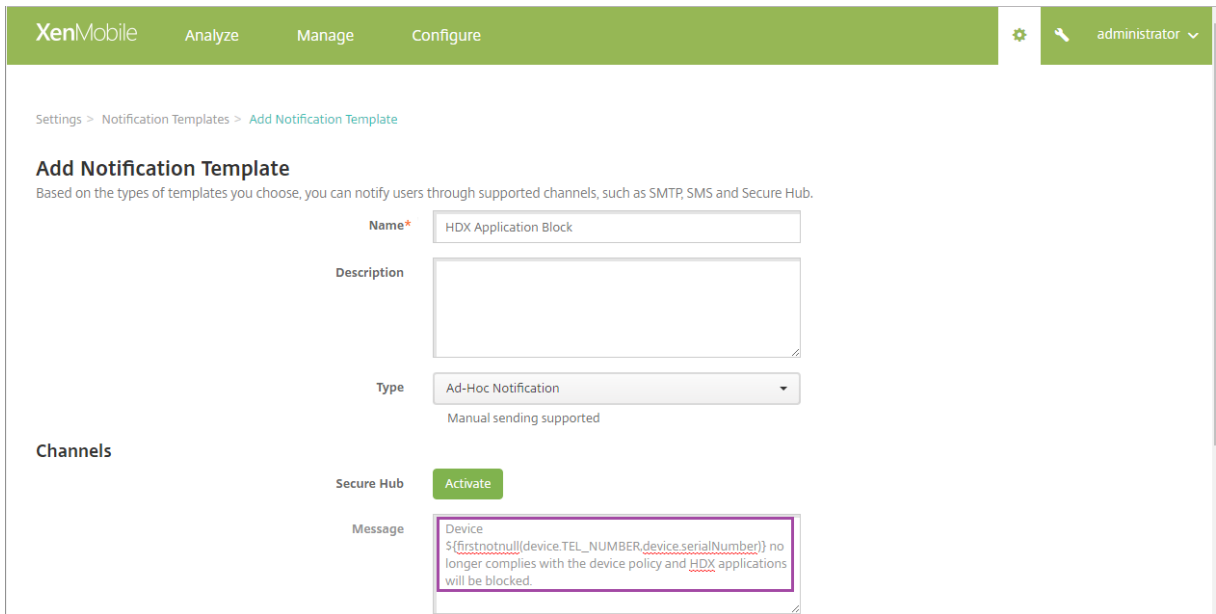 XenMobile Analyze Manage Configure administrator
Settings > Notification Templates > Add Notification Template
Add Notification Template
Based on the types of templates you choose, you can notify users through supported channels, such as SMTP, SMS and Secure Hub.
Name* HDX Application Block
Description
Type Ad-Hoc Notification
Manual sending supported
Channels
Secure Hub Activate
Message Device
${firstnotnull(device.TEL_NUMBER,device.serialNumber)} no
longer complies with the device policy and HDX applications
will be blocked.